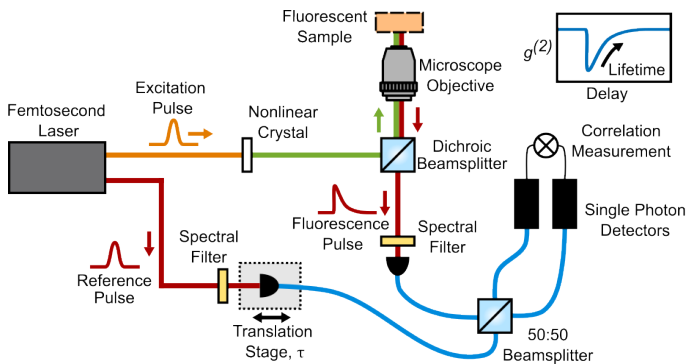 Fluorescent
Sample
g(2)
Lifetime
Delay
Microscope
Objective
Excitation
Pulse
Nonlinear
Crystal
Femtosecond
Laser
Correlation
Measurement
Dichroic
Beamsplitter
Single Photon
Detectors
Fluorescence
Pulse
Spectral
Filter
Spectral
Filter
Reference
Pulse
Translation
Stage, τ
50:50
Beamsplitter